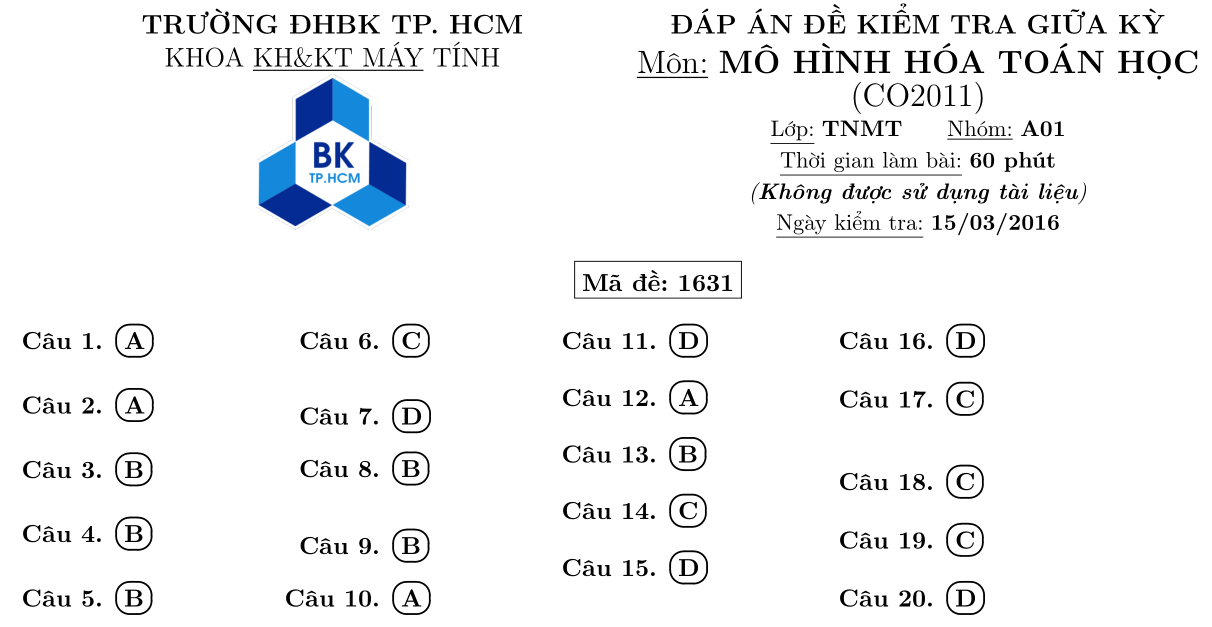 TRƯỜNG ĐHBK TP. HCM
KHOA KH&KT MÁY TÍNH
BK
TP.HCM
ĐÁP ÁN ĐỀ KIỂM TRA GIỮA KỲ
Môn: MÔ HÌNH HÓA TOÁN HỌC
(CO2011)
Lớp: TNMT Nhóm: A01
Thời gian làm bài: 60 phút
(Không được sử dụng tài liệu)
Ngày kiểm tra: 15/03/2016
Mã đề: 1631
Câu 1. A
Câu 2. A
Câu 3. B
Câu 4. B
Câu 5. B
Câu 6. C
Câu 7. D
Câu 8. B
Câu 9. B
Câu 10. A
Câu 11. D
Câu 12. A
Câu 13. B
Câu 14. C
Câu 15. D
Câu 16. D
Câu 17. C
Câu 18. C
Câu 19. C
Câu 20. D